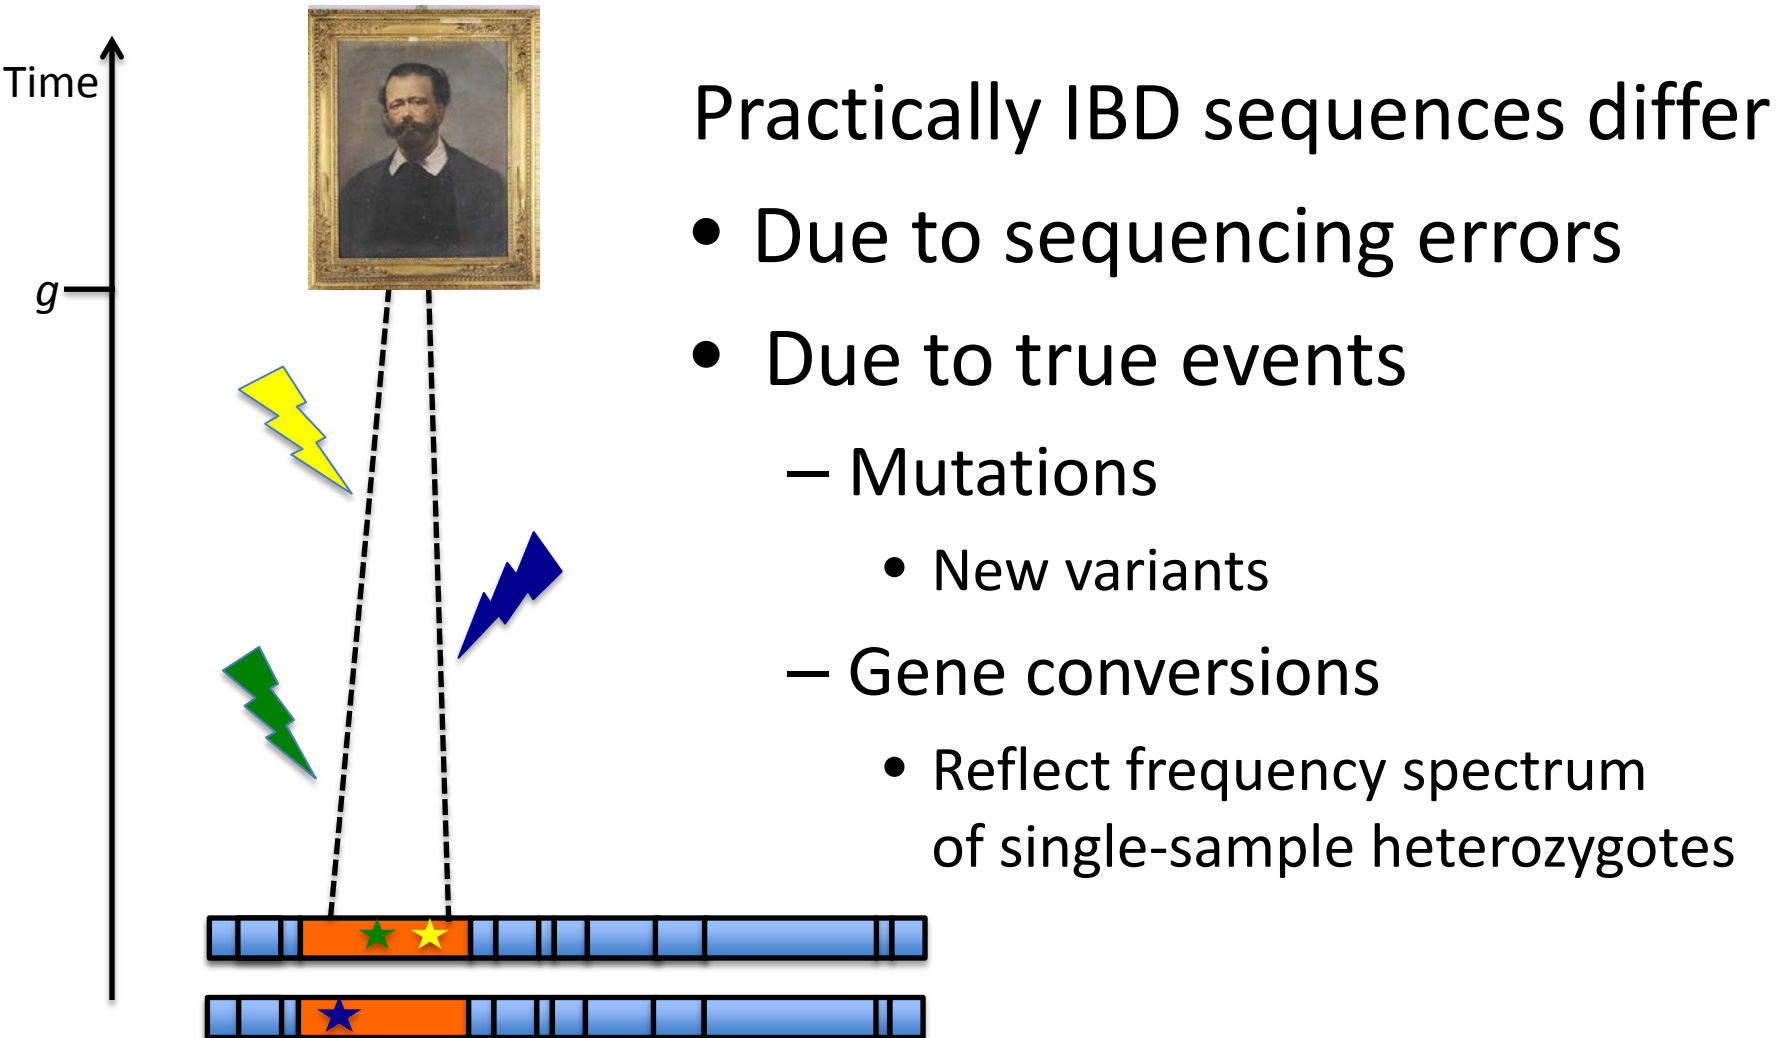 Time
g
Practically IBD sequences differ
• Due to sequencing errors
• Due to true events
– Mutations
• New variants
– Gene conversions
• Reflect frequency spectrum
of single-sample heterozygotes